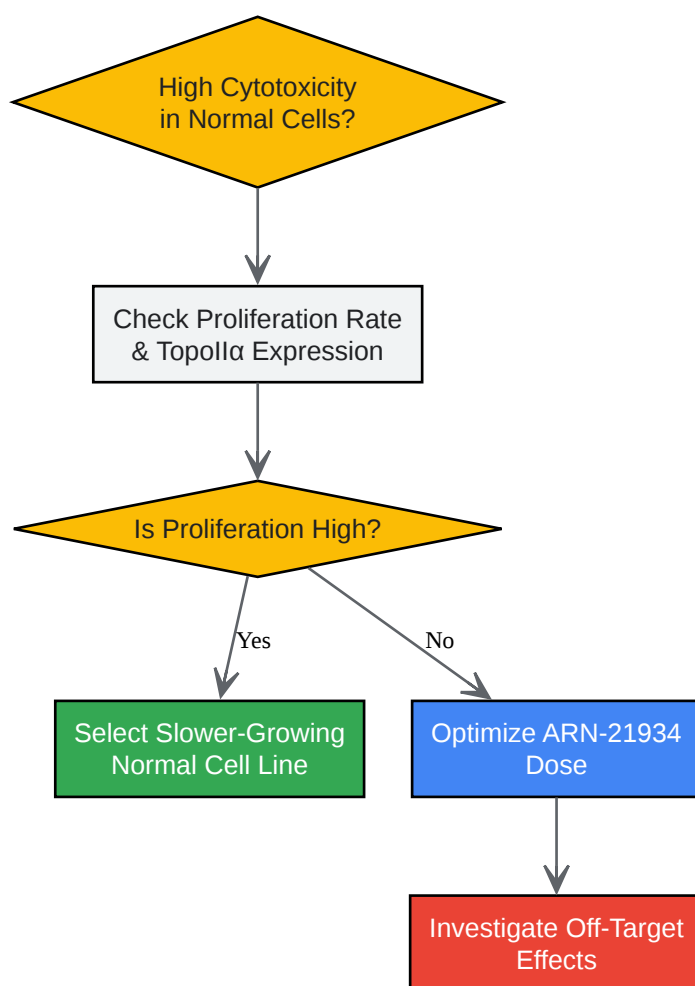 High Cytotoxicity
in Normal Cells?
Check Proliferation Rate
& TopoIIα Expression
Is Proliferation High?
Yes
No
Select Slower-Growing
Normal Cell Line
Optimize ARN-21934
Dose
Investigate Off-Target
Effects